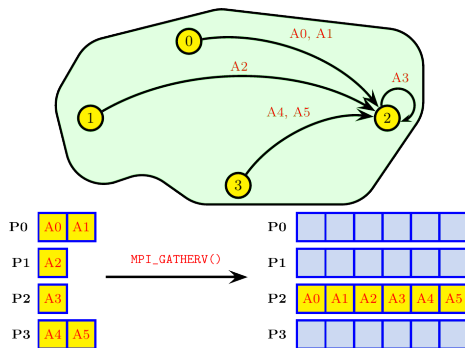 A0, A1
0
A2
A3
1
A4, A5
2
3
P0 A0 A1 P0
P1 A2 P1
MPI_GATHERV()
P2 A3 P2 A0 A1 A2 A3 A4 A5
P3 A4 A5 P3